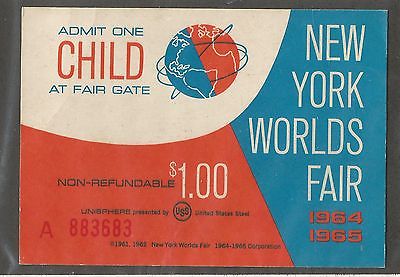 ADMIT ONE
CHILD
AT FAIR GATE
NEW
YORK
WORLDS
FAIR
1964
1965
NON-REFUNDABLE $1.00
UNISPHERE presented by USS United States Steel
A 883683
©1961, 1962 New York Worlds Fair 1964-1965 Corporation